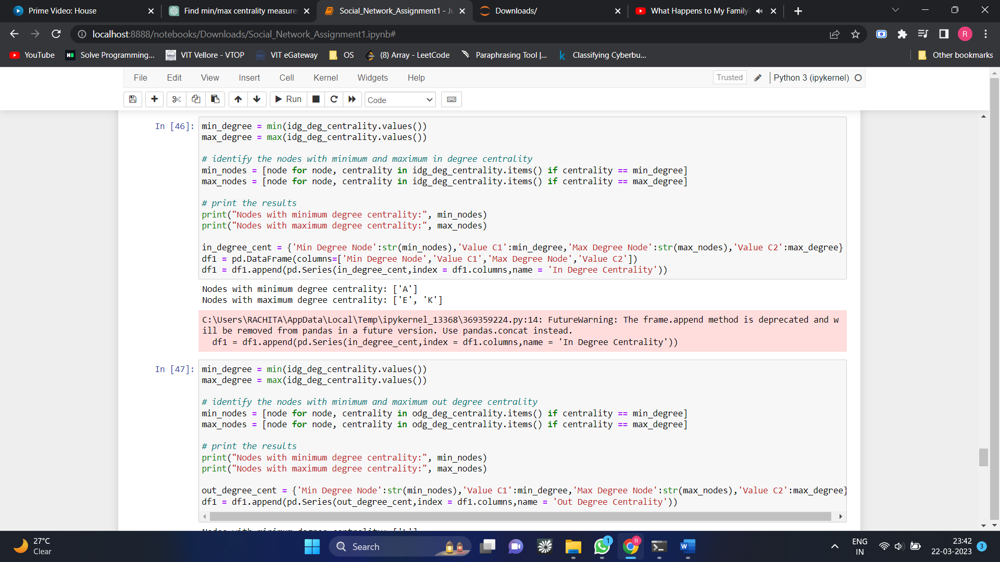 Prime Video: House
Find min/max centrality measure
Social_Network_Assignment1 - Ju
Downloads/
What Happens to My Family?
localhost:8888/notebooks/Downloads/Social_Network_Assignment1.ipynb#
R
YouTube
Solve Programming...
VIT Vellore - VTOP
VIT eGateway
OS
(8) Array - LeetCode
Paraphrasing Tool |...
Classifying Cyberbu...
Other bookmarks
File Edit View Insert Cell Kernel Widgets Help
Trusted
Python 3 (ipykernel)
Run
Code
In [46]:
min_degree = min(idg_deg_centrality.values())
max_degree = max(idg_deg_centrality.values())
# identify the nodes with minimum and maximum in degree centrality
min_nodes = [node for node, centrality in idg_deg_centrality.items() if centrality == min_degree]
max_nodes = [node for node, centrality in idg_deg_centrality.items() if centrality == max_degree]
# print the results
print("Nodes with minimum degree centrality:", min_nodes)
print("Nodes with maximum degree centrality:", max_nodes)
in_degree_cent = {'Min Degree Node':str(min_nodes),'Value C1':min_degree,'Max Degree Node':str(max_nodes),'Value C2':max_degree}
df1 = pd.DataFrame(columns=['Min Degree Node','Value C1','Max Degree Node','Value C2'])
df1 = df1.append(pd.Series(in_degree_cent,index = df1.columns,name = 'In Degree Centrality'))
Nodes with minimum degree centrality: ['A']
Nodes with maximum degree centrality: ['E', 'K']
C:\Users\RACHITA\AppData\Local\Temp\ipykernel_13368\369359224.py:14: FutureWarning: The frame.append method is deprecated and w
ill be removed from pandas in a future version. Use pandas.concat instead.
df1 = df1.append(pd.Series(in_degree_cent,index = df1.columns,name = 'In Degree Centrality'))
In [47]:
min_degree = min(idg_deg_centrality.values())
max_degree = max(idg_deg_centrality.values())
# identify the nodes with minimum and maximum out degree centrality
min_nodes = [node for node, centrality in odg_deg_centrality.items() if centrality == min_degree]
max_nodes = [node for node, centrality in odg_deg_centrality.items() if centrality == max_degree]
# print the results
print("Nodes with minimum degree centrality:", min_nodes)
print("Nodes with maximum degree centrality:", max_nodes)
out_degree_cent = {'Min Degree Node':str(min_nodes),'Value C1':min_degree,'Max Degree Node':str(max_nodes),'Value C2':max_degree}
df1 = df1.append(pd.Series(out_degree_cent,index = df1.columns,name = 'Out Degree Centrality'))
27°C
Clear
Search
1
R
ENG
IN
23:42
22-03-2023
3